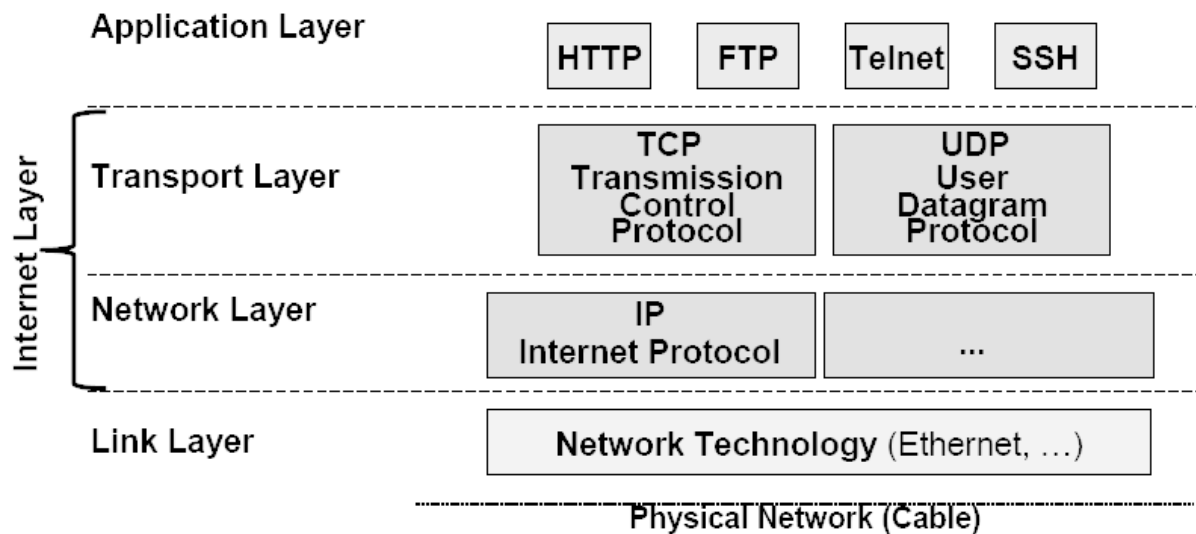 Application Layer
HTTP
FTP
Telnet
SSH
Internet Layer
Transport Layer
TCP
Transmission
Control
Protocol
UDP
User
Datagram
Protocol
Network Layer
IP
Internet Protocol
...
Link Layer
Network Technology (Ethernet, ...)
Physical Network (Cable)